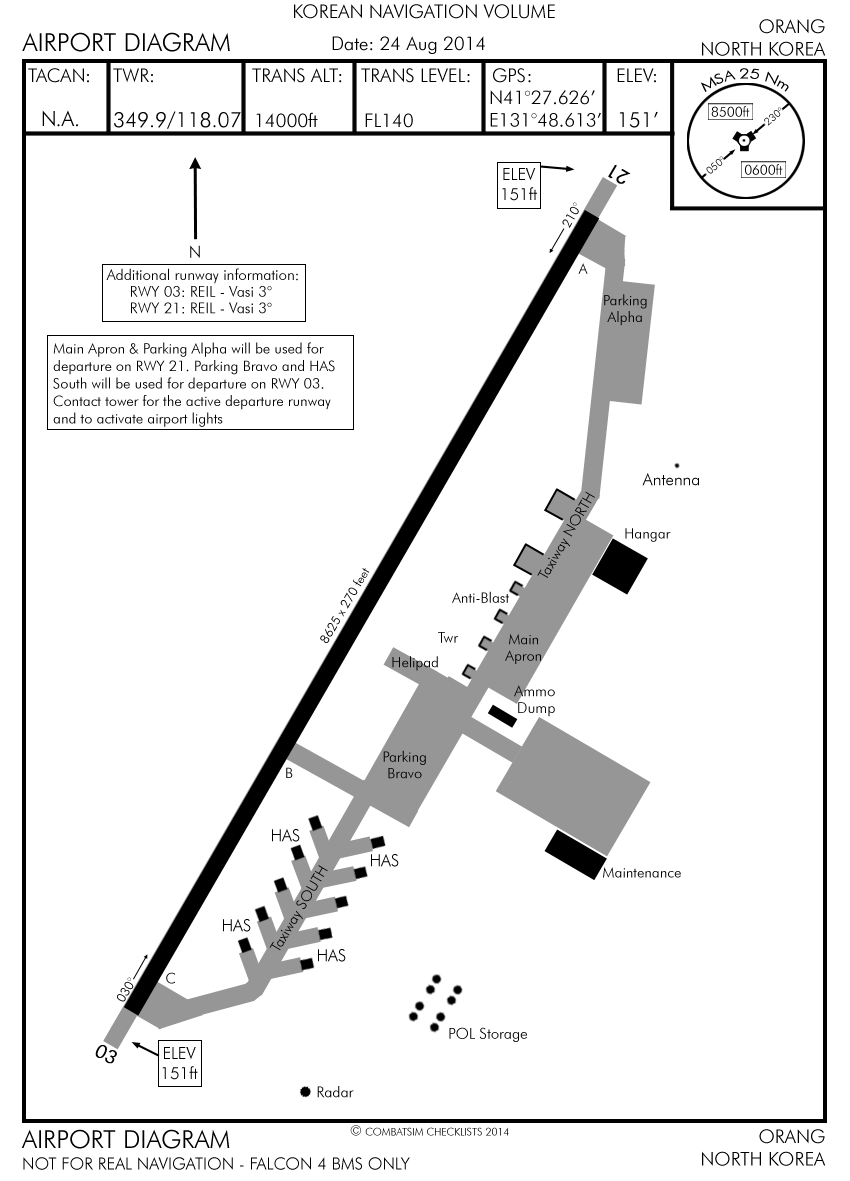 KOREAN NAVIGATION VOLUME
AIRPORT DIAGRAM
Date: 24 Aug 2014
ORANG
NORTH KOREA
TACAN:
N.A.
TWR:
349.9/118.07
TRANS ALT:
14000ft
TRANS LEVEL:
FL140
GPS:
N41°27.626’
E131°48.613’
ELEV:
151’
MSA 25 Nm
8500ft
230°
050°
0600ft
N
ELEV
151ft
21
210°
Additional runway information:
RWY 03: REIL - Vasi 3°
RWY 21: REIL - Vasi 3°
A
Parking
Alpha
Main Apron & Parking Alpha will be used for
departure on RWY 21. Parking Bravo and HAS
South will be used for departure on RWY 03.
Contact tower for the active departure runway
and to activate airport lights
Antenna
Taxiway NORTH
Hangar
8625 x 270 feet
Anti-Blast
Twr
Main
Apron
Helipad
Ammo
Dump
Parking
Bravo
B
HAS
HAS
Maintenance
Taxiway SOUTH
HAS
HAS
C
030°
POL Storage
03
ELEV
151ft
Radar
© COMBATSIM CHECKLISTS 2014
AIRPORT DIAGRAM
NOT FOR REAL NAVIGATION - FALCON 4 BMS ONLY
ORANG
NORTH KOREA